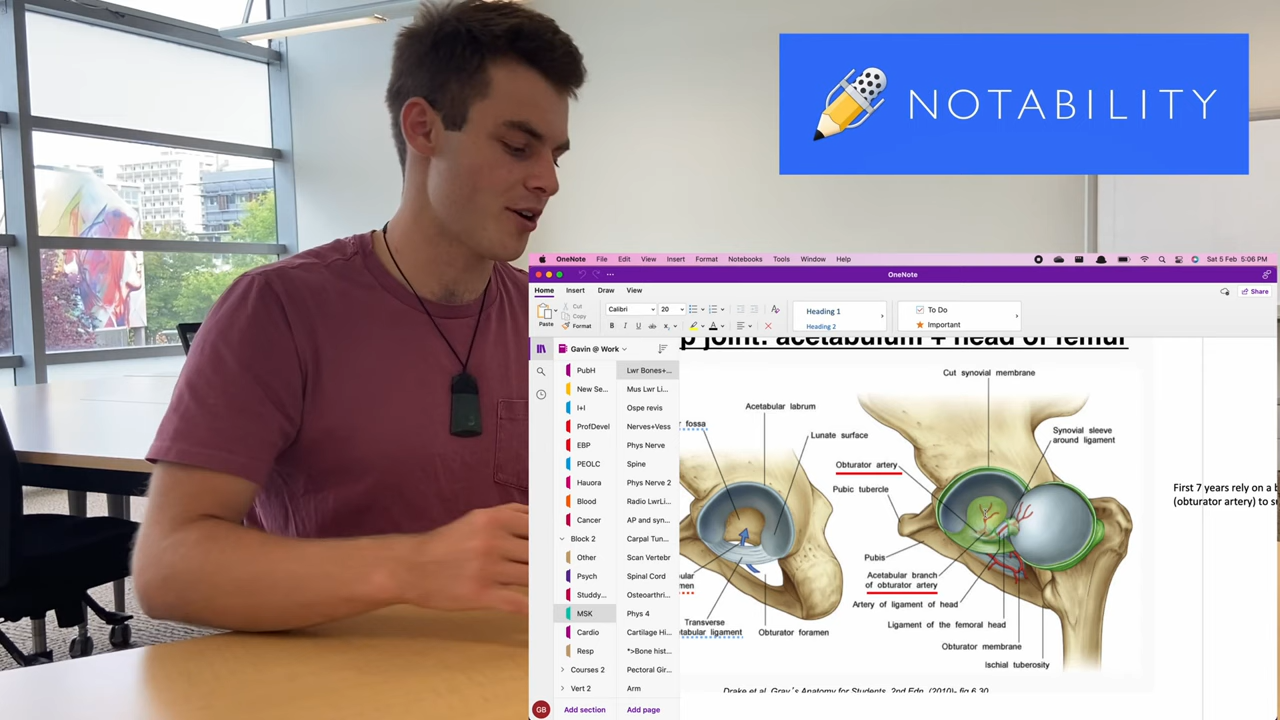 NOTABILITY
OneNote File Edit View Insert Format Notebooks Tools Window Help
Sat 5 Feb 5:06 PM
OneNote
Home Insert Draw View
Share
Paste
Cut
Copy
Format
Calibri
20
B I U ab x
A
Heading 1
Heading 2
To Do
Important
Gavin @ Work
PubH
New Se...
I+I
ProfDevel
EBP
PEOLC
Hauora
Blood
Cancer
Block 2
Other
Psych
Studdy...
MSK
Cardio
Resp
Courses 2
Vert 2
Add section
GB
Lwr Bones+...
Mus Lwr Li...
Ospe revis
Nerves+Vess
Phys Nerve
Spine
Phys Nerve 2
Radio LwrLi...
AP and syn...
Carpal Tun...
Scan Vertebr
Spinal Cord
Osteoarthri...
Phys 4
Cartilage Hi...
*>Bone hist...
Pectoral Gir...
Arm
Add page
p joint: acetabulum + head of femur
Cut synovial membrane
Acetabular labrum
r fossa
Lunate surface
Synovial sleeve
around ligament
Obturator artery
Pubic tubercle
Pubis
Acetabular branch
of obturator artery
Artery of ligament of head
Ligament of the femoral head
Obturator membrane
Ischial tuberosity
bular
men
Transverse
tabular ligament
Obturator foramen
Drake et al. Gray's Anatomy for Students, 2nd Edn. (2010)- fig 6.30
First 7 years rely on a b
(obturator artery) to s